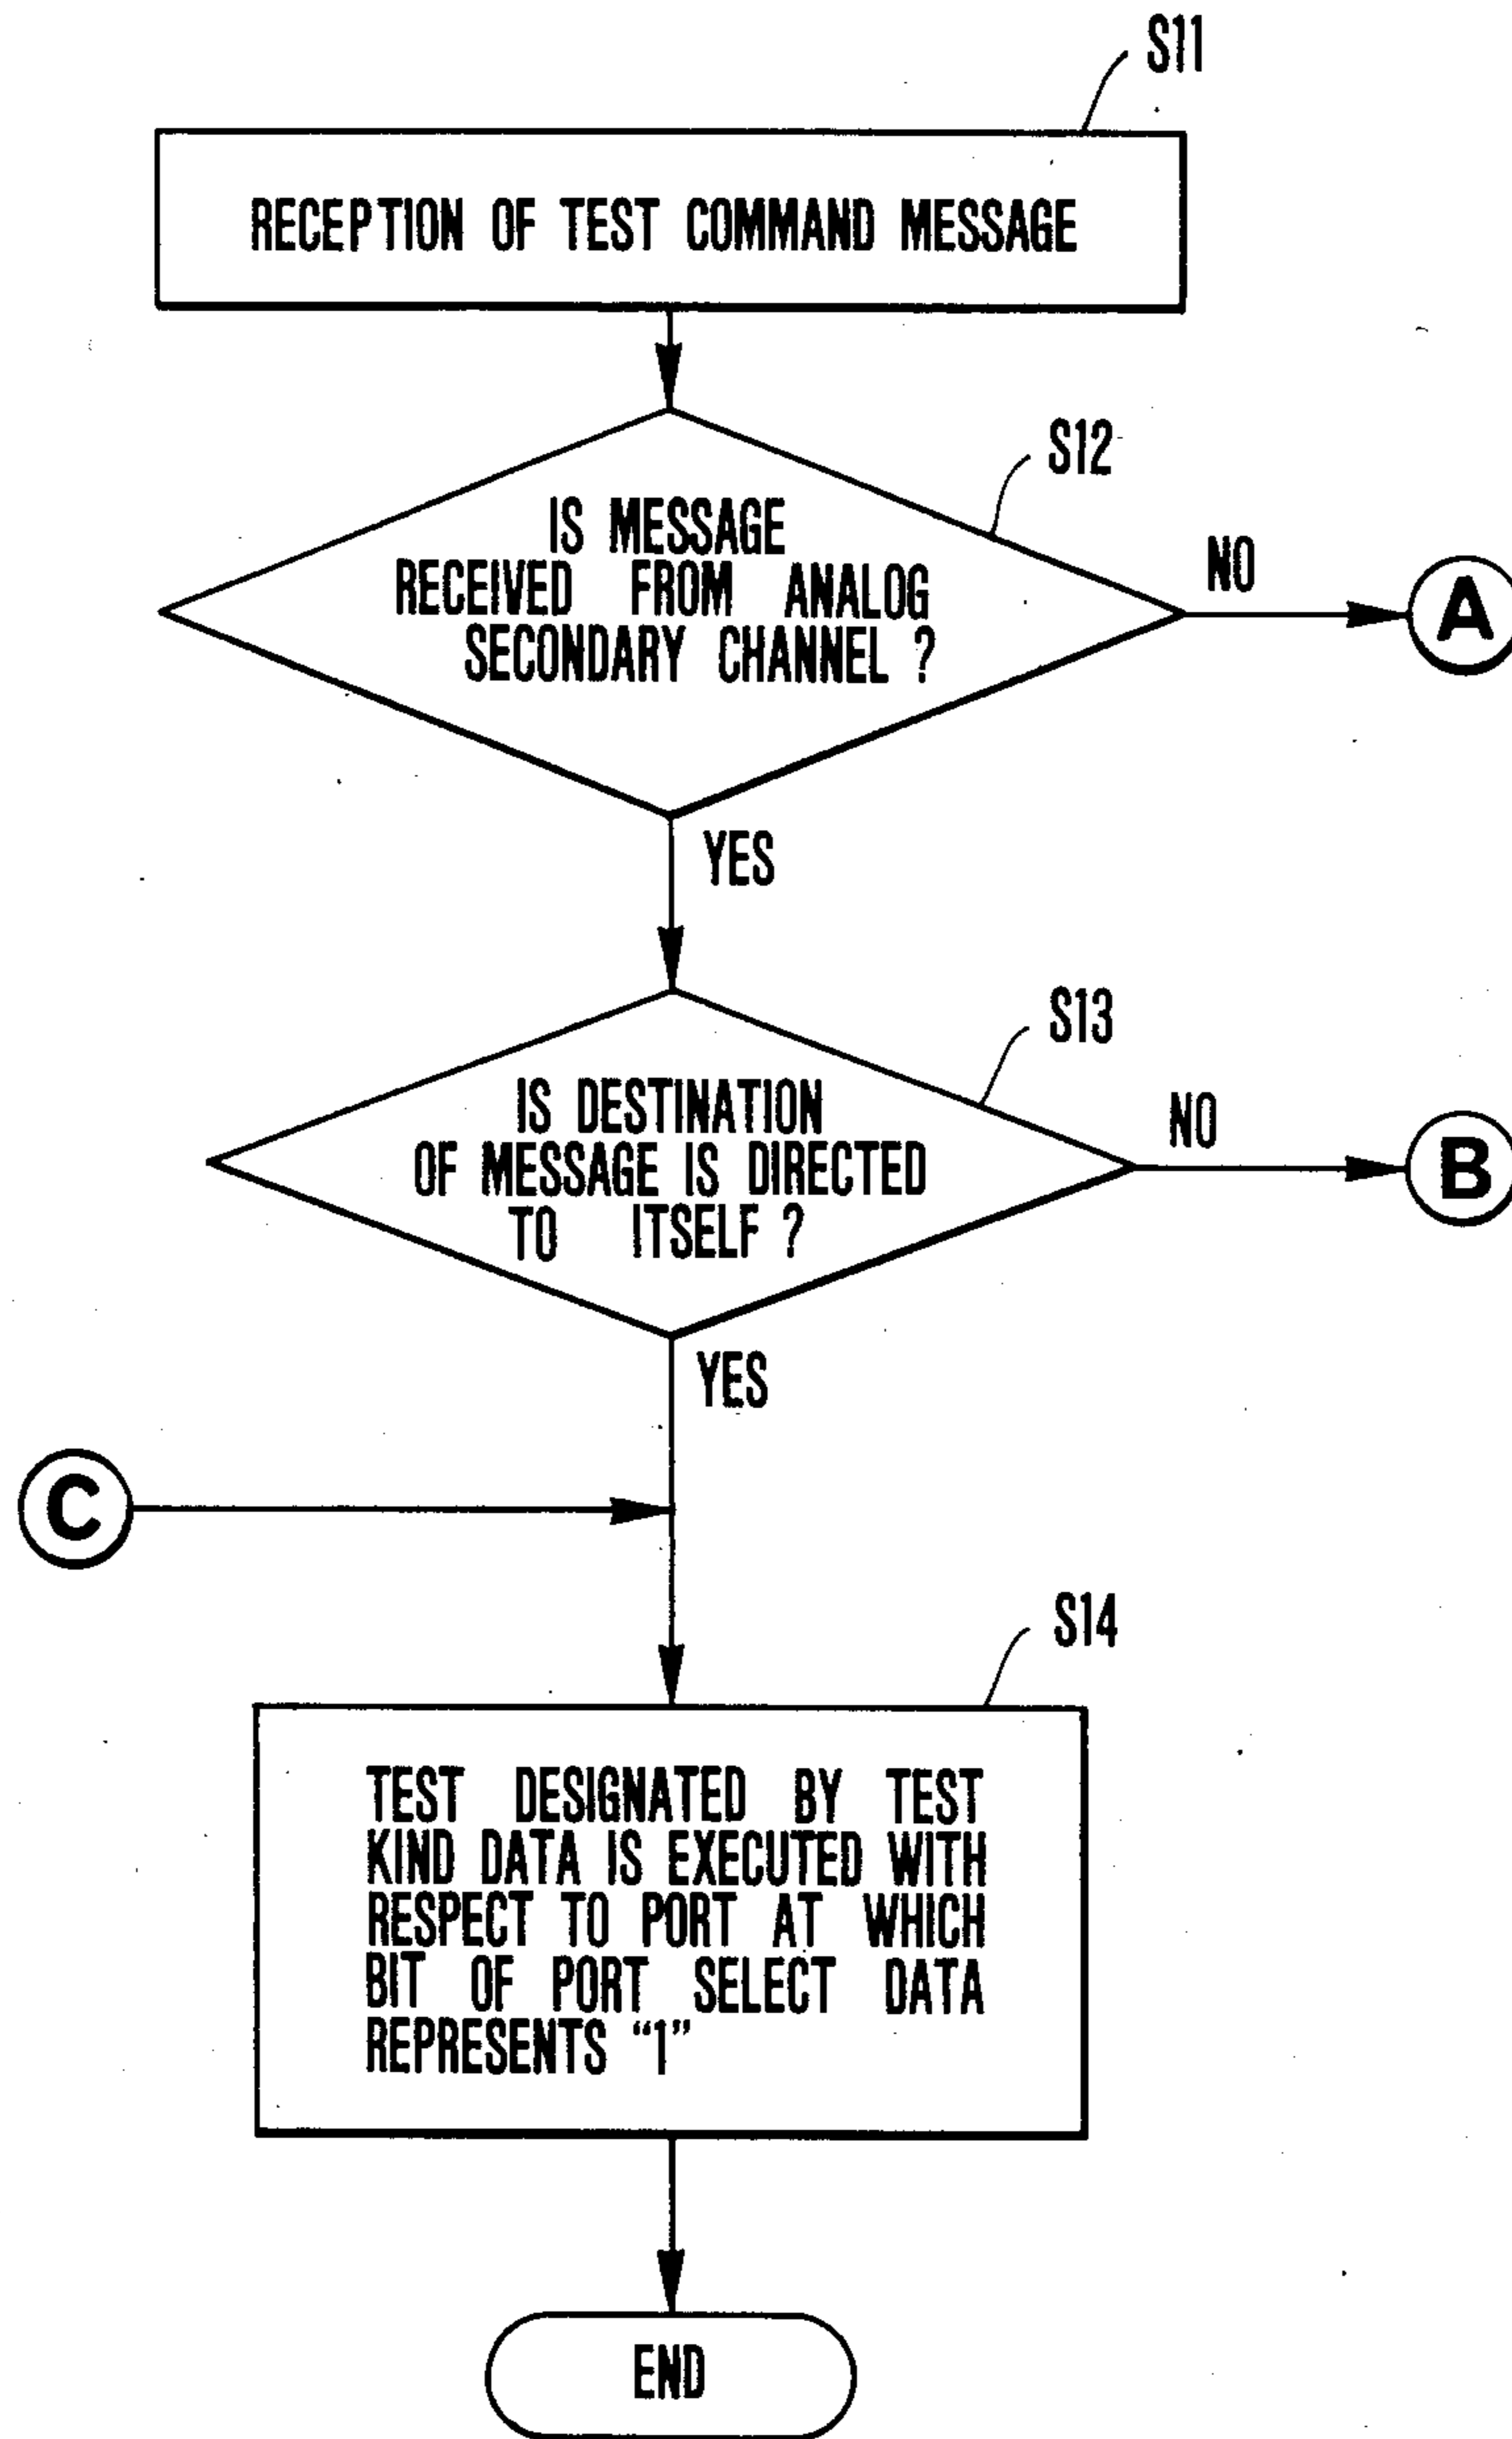 S11
RECEPTION OF TEST COMMAND MESSAGE
S12
IS MESSAGE
RECEIVED FROM ANALOG
SECONDARY CHANNEL ?
NO
A
YES
S13
IS DESTINATION
OF MESSAGE IS DIRECTED
TO ITSELF ?
NO
B
YES
C
S14
TEST DESIGNATED BY TEST
KIND DATA IS EXECUTED WITH
RESPECT TO PORT AT WHICH
BIT OF PORT SELECT DATA
REPRESENTS “1”
END